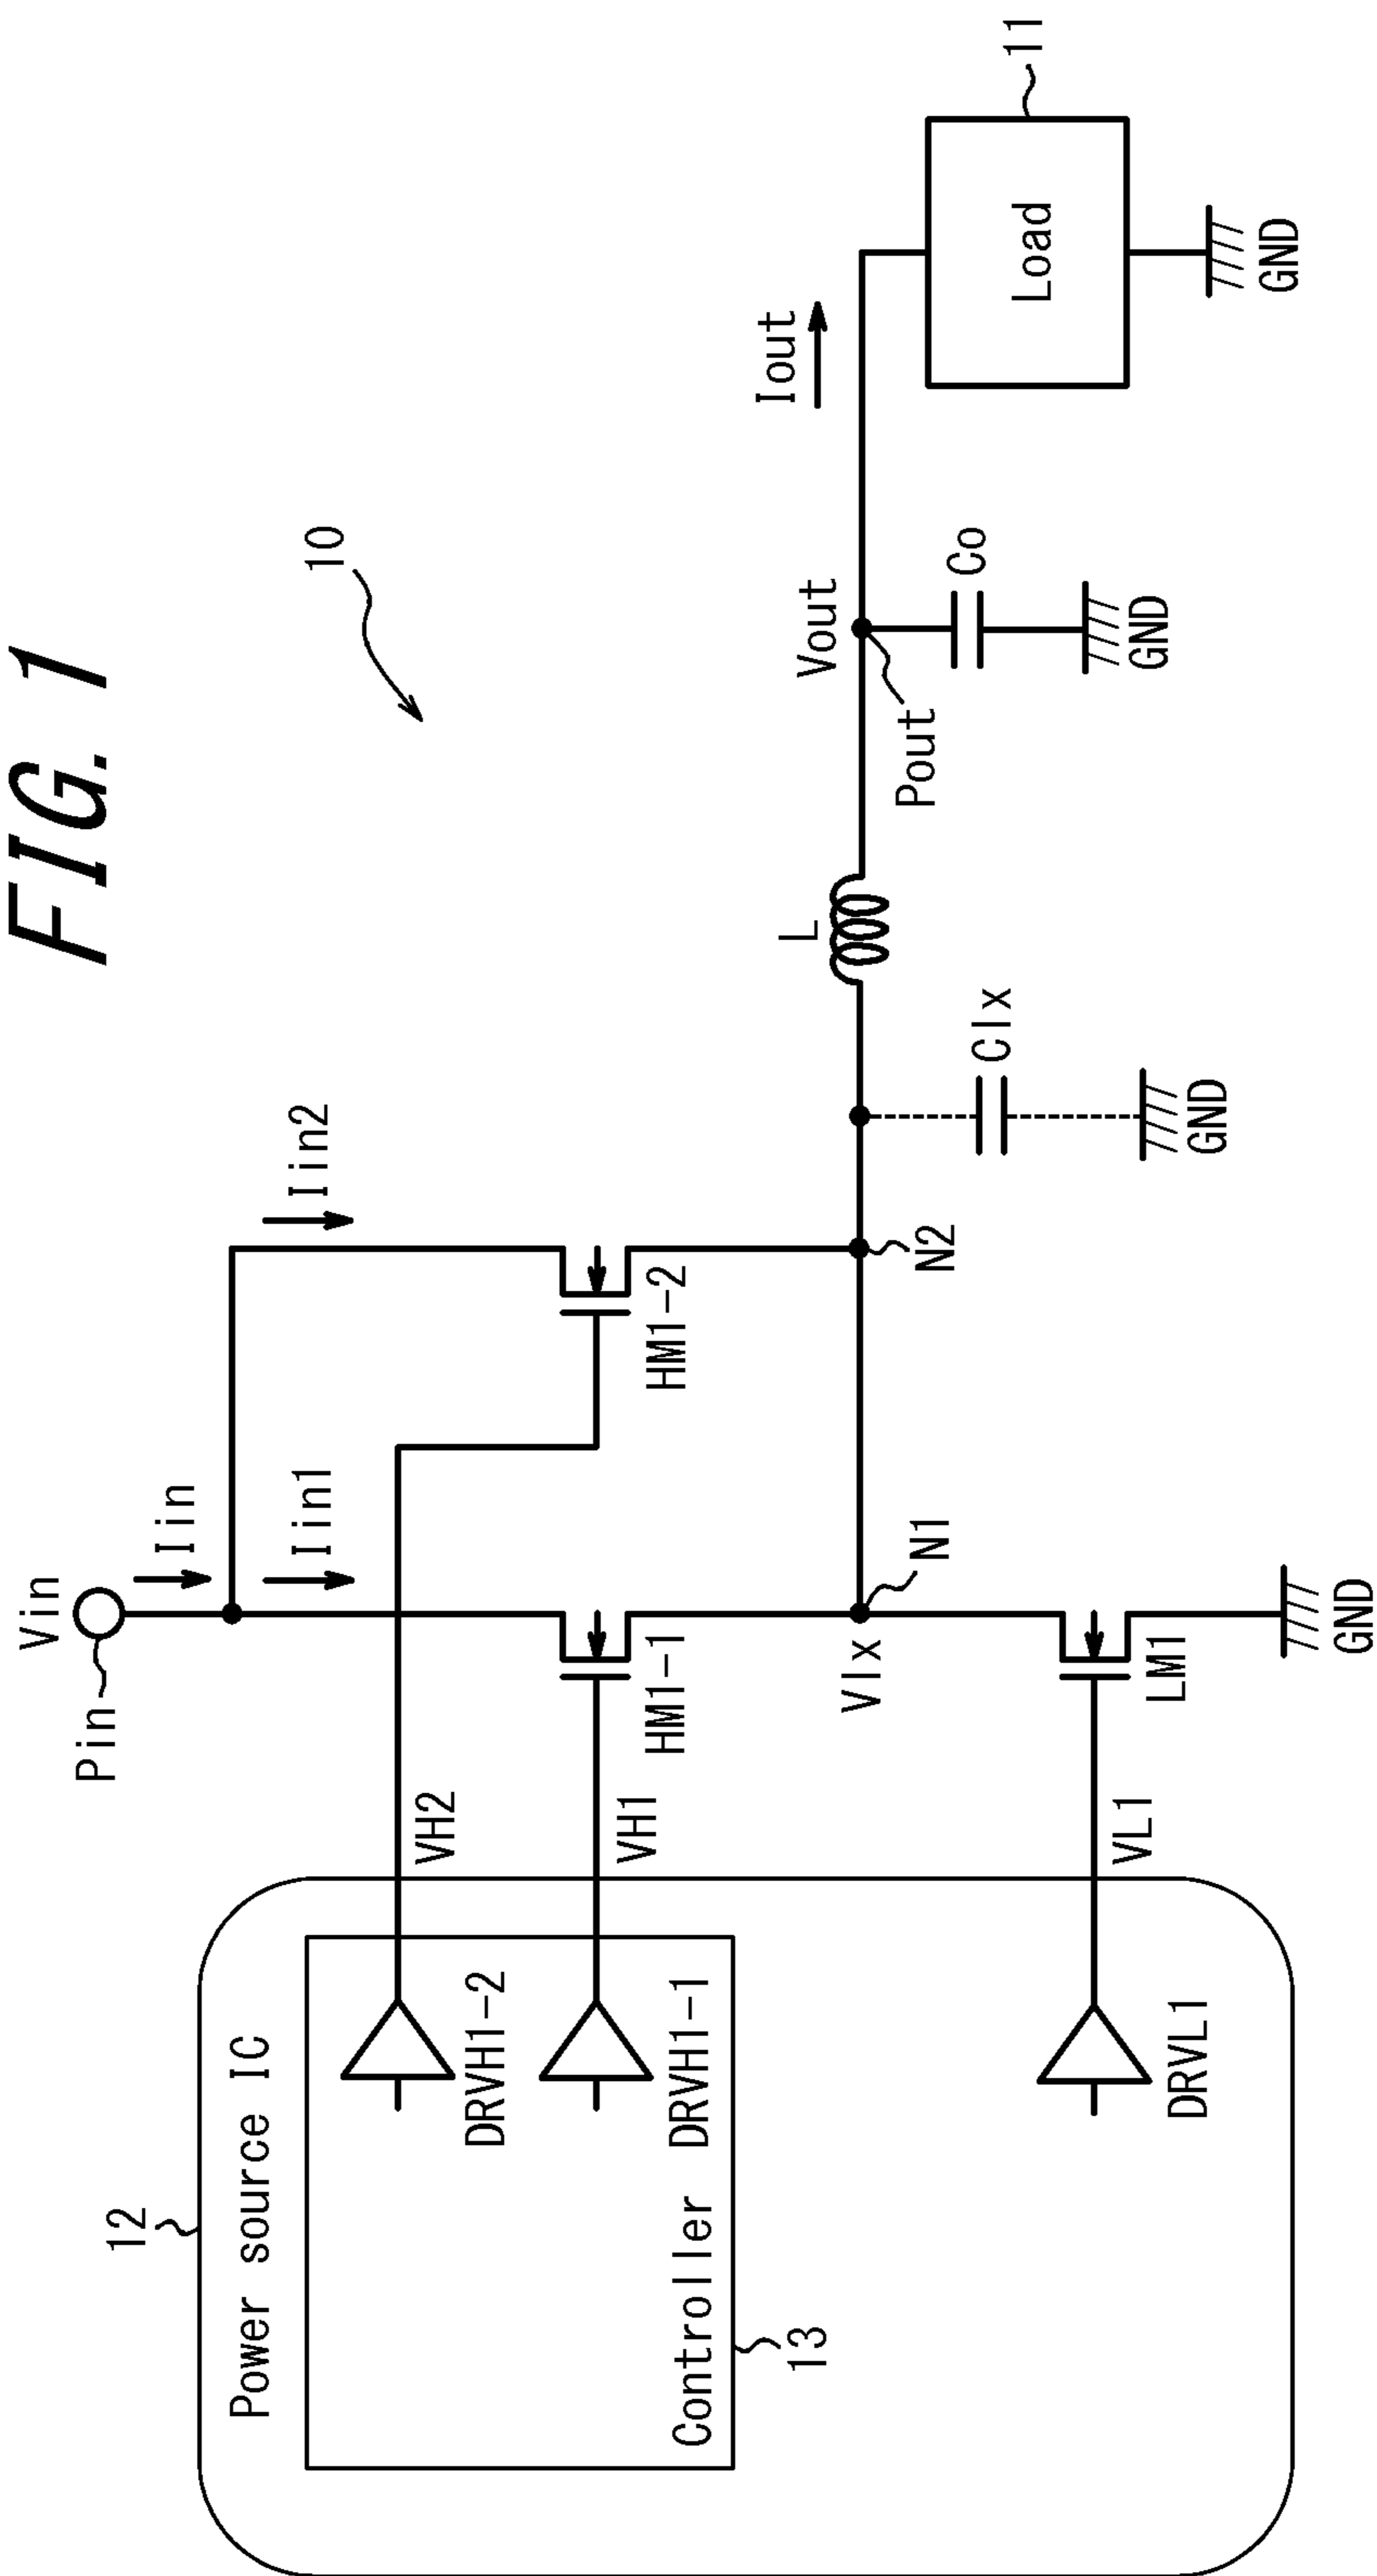 FIG. 1
10
Vin
Pin
Iin
Iin1
Iin2
12
Power source IC
VH2
DRVH1-2
HM1-2
VH1
HM1-1
DRVH1-1
Controller
13
Vlx
N1
N2
L
Clx
GND
Vout
Pout
Iout
Co
GND
Load
11
GND
VL1
LM1
DRVL1
GND